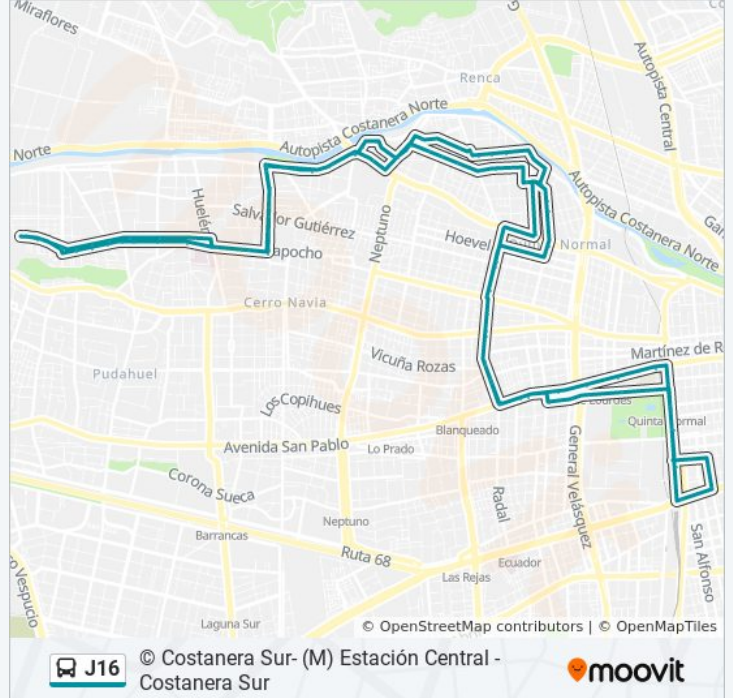 Miraflores
Renca
Autopista Central
Autopista Costanera Norte
Norte
Huelén
Salvador Gutiérrez
Neptuno
Autopista Costanera Norte
Hoevel
Normal
apocho
Cerro Navia
Martínez de R
Vicuña Rozas
Pudahuel
Los Copihues
Lourdes
Quinta Normal
Blanqueado
Avenida San Pablo
Lo Prado
General Velásquez
Corona Sueca
Radal
Neptuno
Barrancas
San Alfonso
Ruta 68
Ecuador
Las Rejas
o Vespucio
Laguna Sur
© OpenStreetMap contributors | © OpenMapTiles
J16
© Costanera Sur- (M) Estación Central -
Costanera Sur
moovit